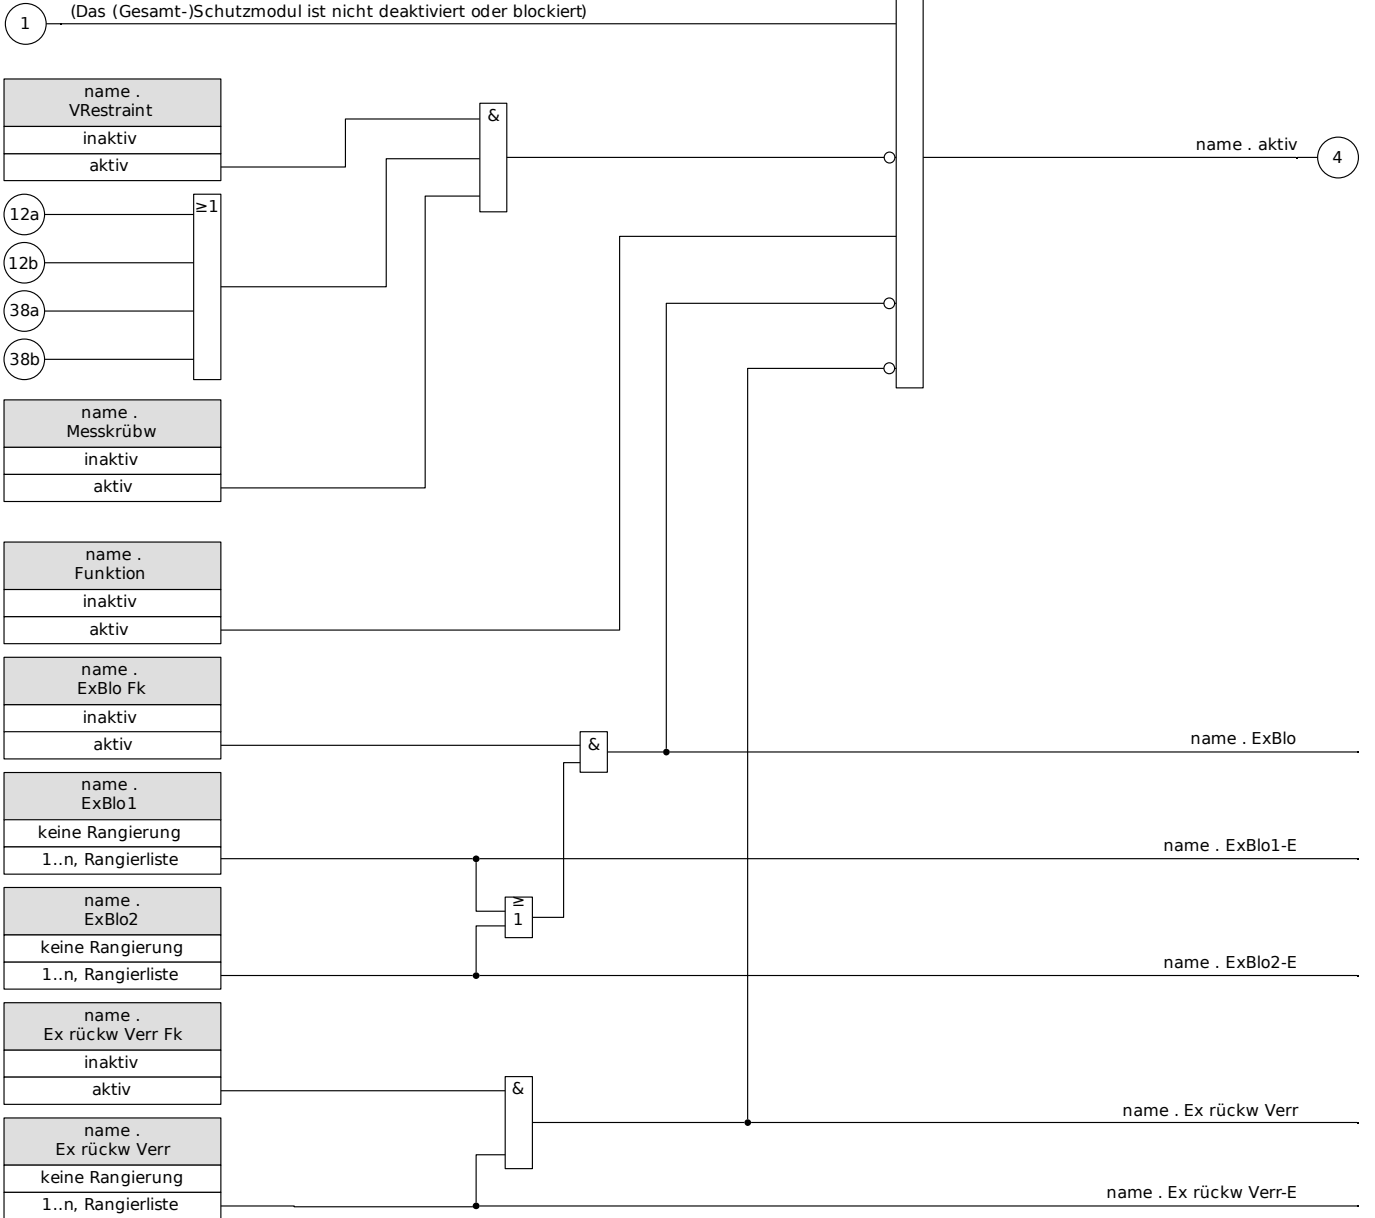 (Das (Gesamt-)Schutzmodul ist nicht deaktiviert oder blockiert)
1
name .
VRestraint
inaktiv
aktiv
&
name . aktiv
4
12a
≥1
12b
38a
38b
name .
Messkrübw
inaktiv
aktiv
name .
Funktion
inaktiv
aktiv
name .
ExBlo Fk
inaktiv
aktiv
&
name . ExBlo
name .
ExBlo1
keine Rangierung
1..n, Rangierliste
name . ExBlo1-E
name .
ExBlo2
keine Rangierung
1..n, Rangierliste
≥
1
name . ExBlo2-E
name .
Ex rückw Verr Fk
inaktiv
aktiv
&
name . Ex rückw Verr
name .
Ex rückw Verr
keine Rangierung
1..n, Rangierliste
name . Ex rückw Verr-E